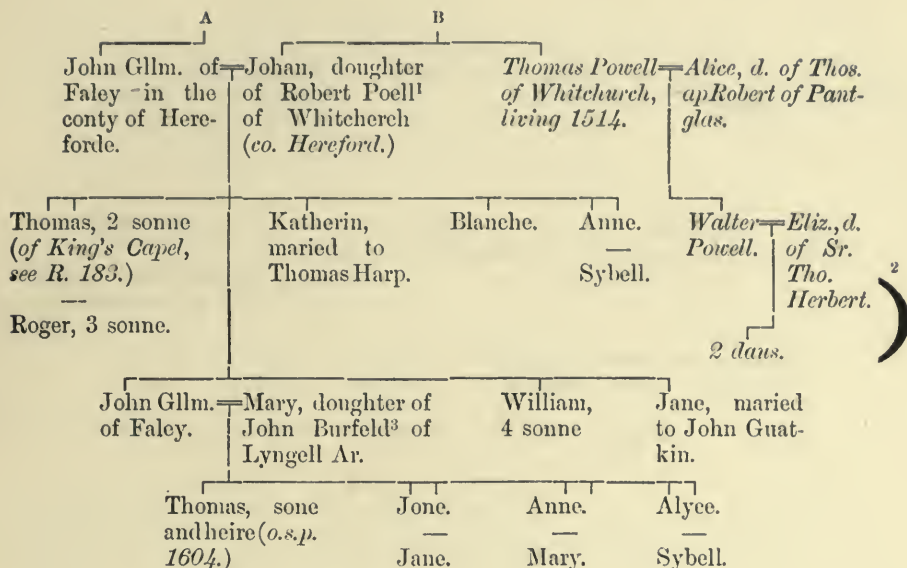 A
B
John Gllm. of
Faley in the
conty of Here-
forde.
Johan, doughter
of Robert Poell¹
of Whitcherch
(co. Hereford.)
Thomas Powell
of Whitchurch,
living 1514.
Alice, d. of Thos.
apRobert of Pant-
glas.
Thomas, 2 sonne
(of King's Capel,
see R. 183.)
—
Roger, 3 sonne.
Katherin,
maried to
Thomas Harp.
Blanche.
Anne.
—
Sybell.
Walter
Powell.
Eliz., d.
of Sr.
Tho.
Herbert.
2
2 daus.
John Gllm.
of Faley.
Mary, doughter of
John Burfeld³ of
Lyngell Ar.
William,
4 sonne
Jane, maried
to John Guat-
kin.
Thomas, sone
and heire (o.s.p.
1604.)
Jone.
—
Jane.
Anne.
—
Mary.
Alyce.
—
Sybell.